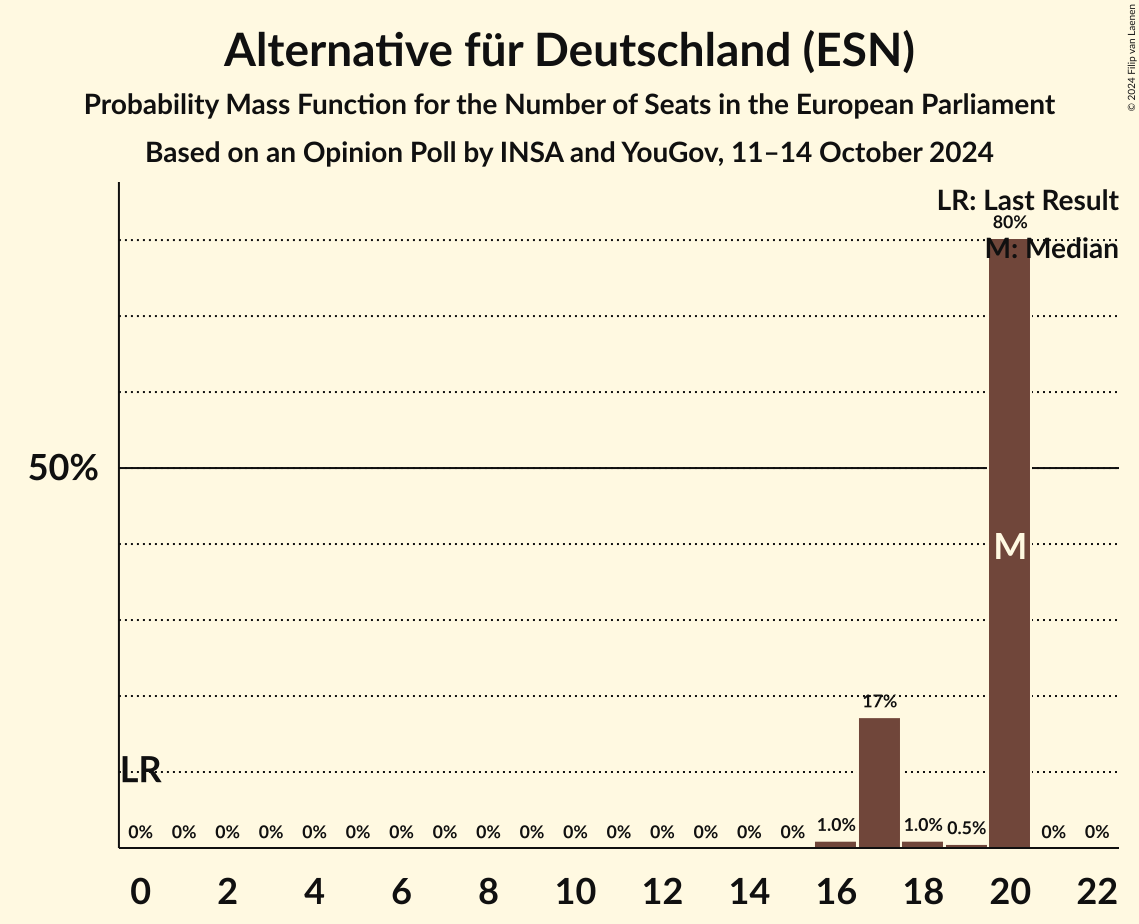 Alternative für Deutschland (ESN)
Probability Mass Function for the Number of Seats in the European Parliament
Based on an Opinion Poll by INSA and YouGov, 11–14 October 2024
© 2024 Filip van Laenen
LR: Last Result
80%
M: Median
50%
M
17%
LR
0% 0% 0% 0% 0% 0% 0% 0% 0% 0% 0% 0% 0% 0% 0% 0% 1.0% 1.0% 0.5% 0% 0%
0 2 4 6 8 10 12 14 16 18 20 22